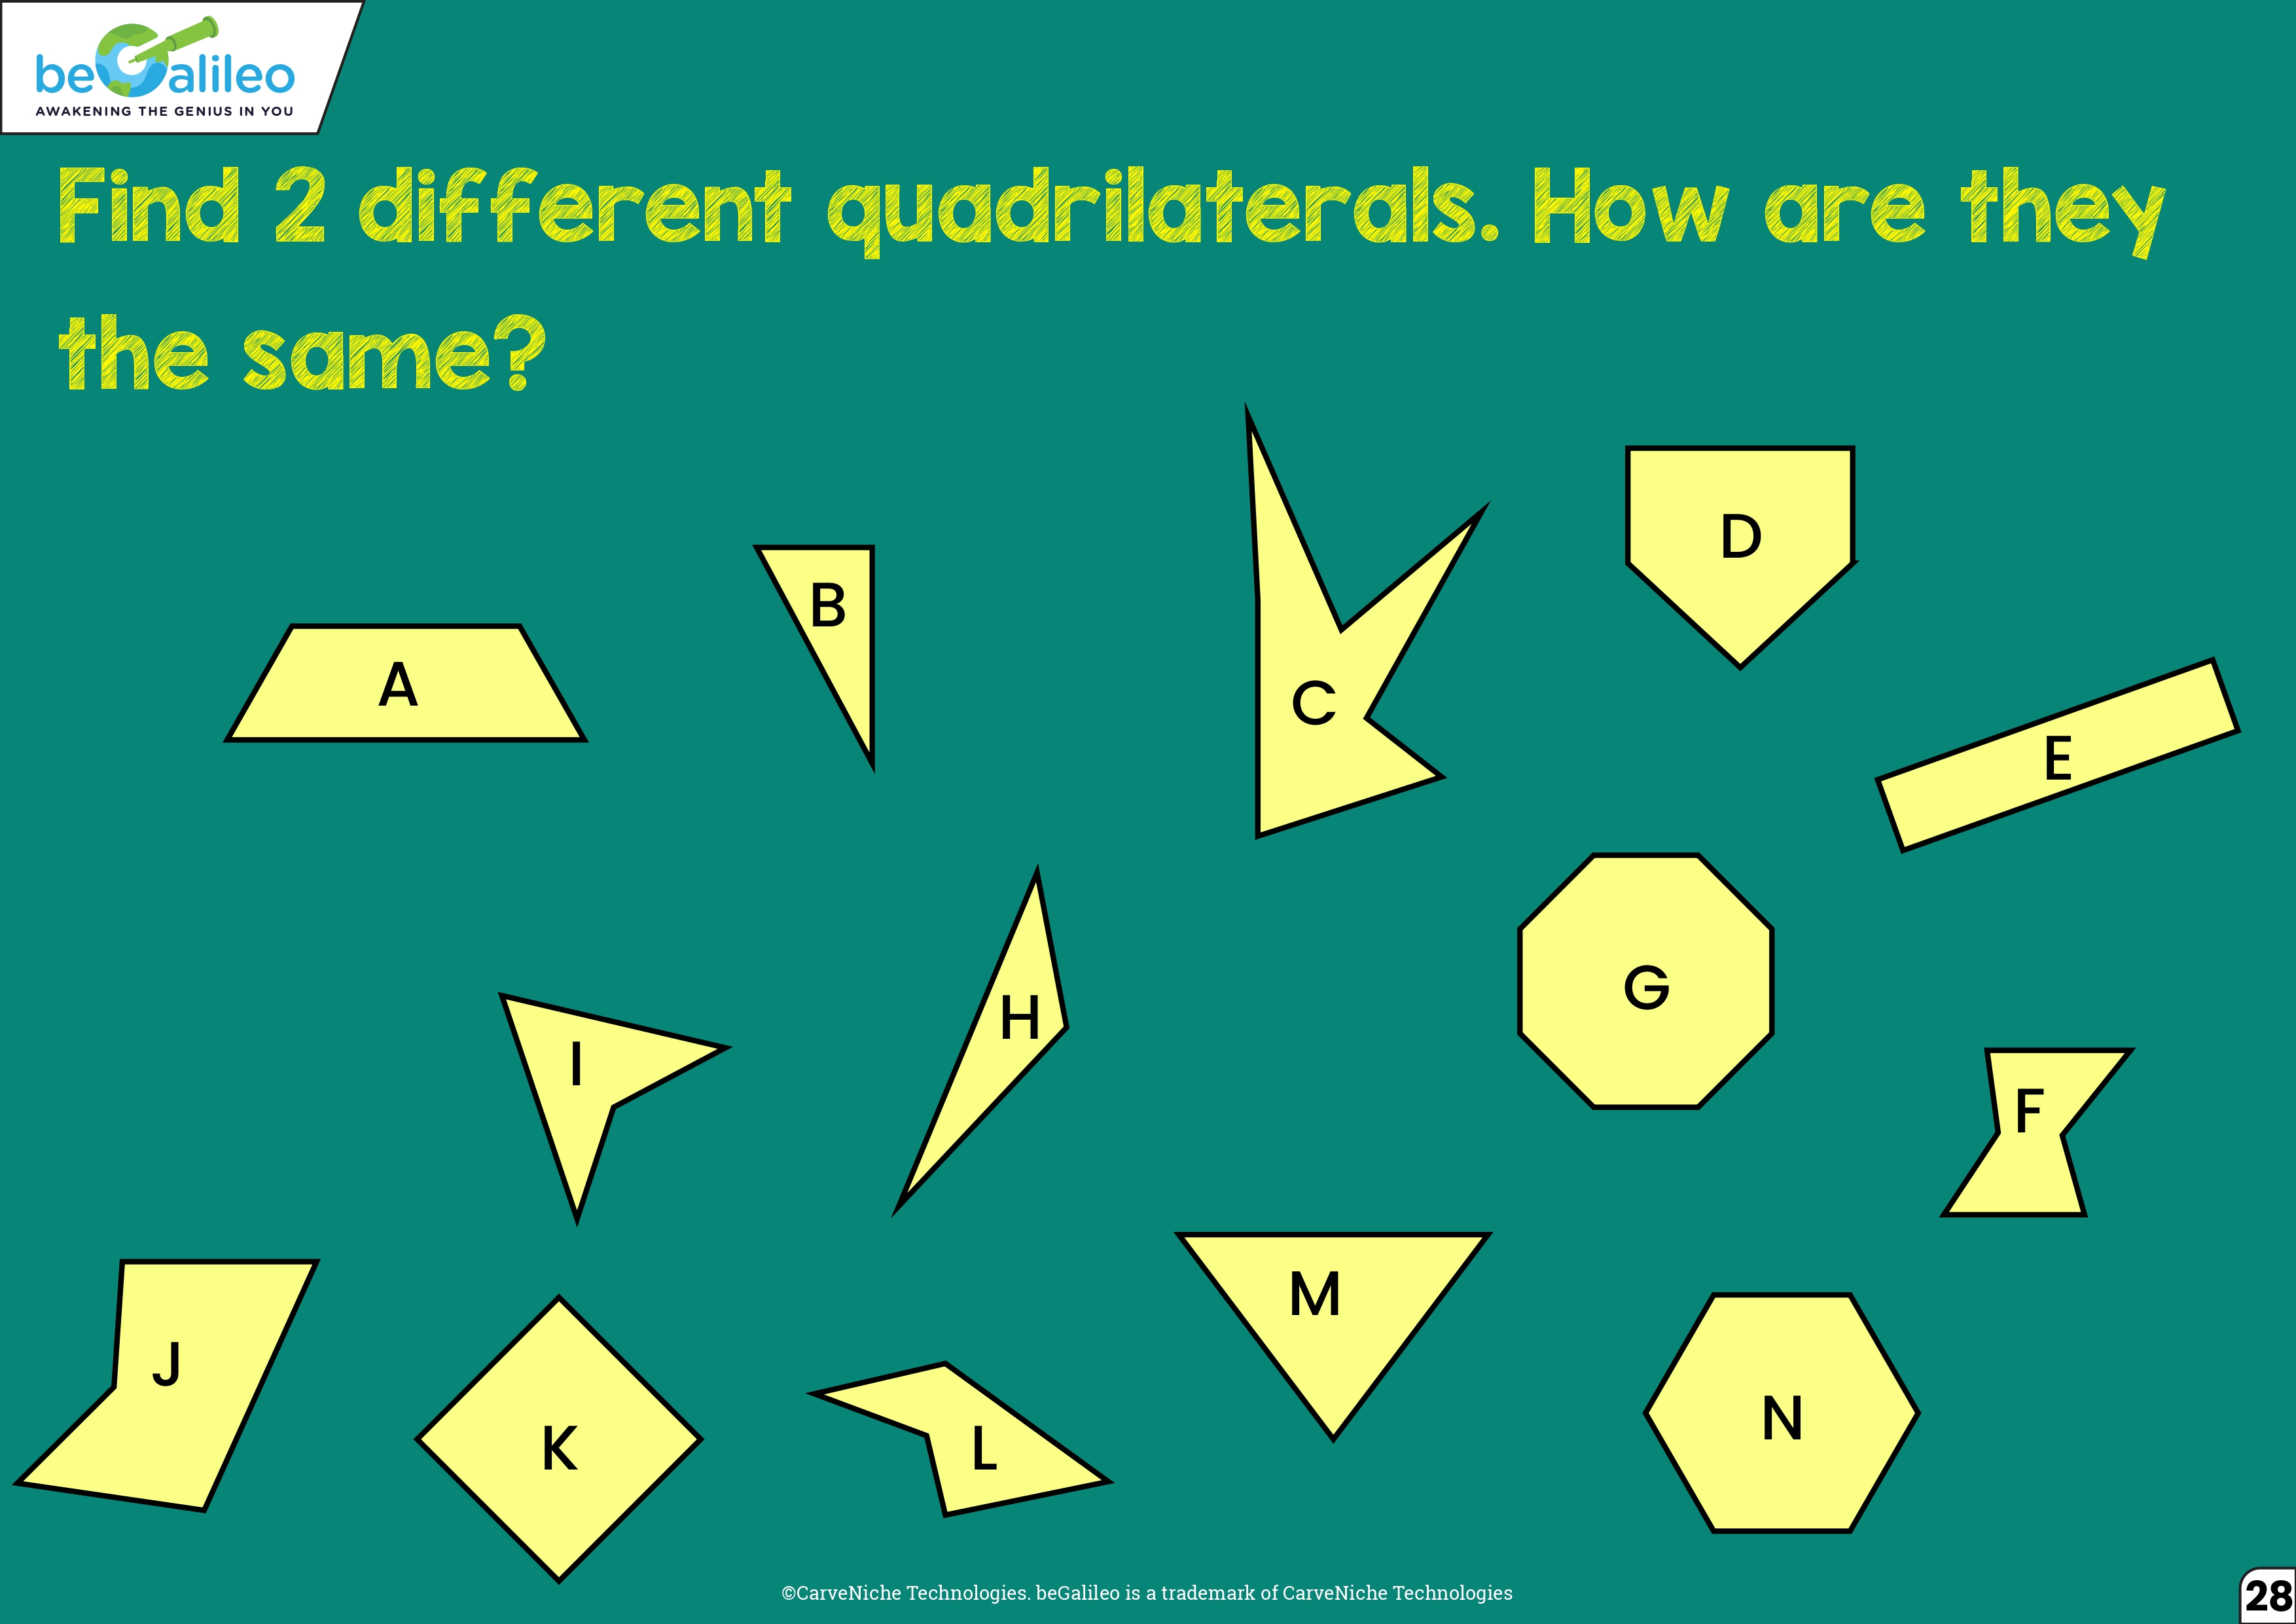 beGalileo
AWAKENING THE GENIUS IN YOU
Find 2 different quadrilaterals. How are they
the same?
A
B
C
D
E
H
G
I
F
J
K
L
M
N
©CarveNiche Technologies. beGalileo is a trademark of CarveNiche Technologies
28